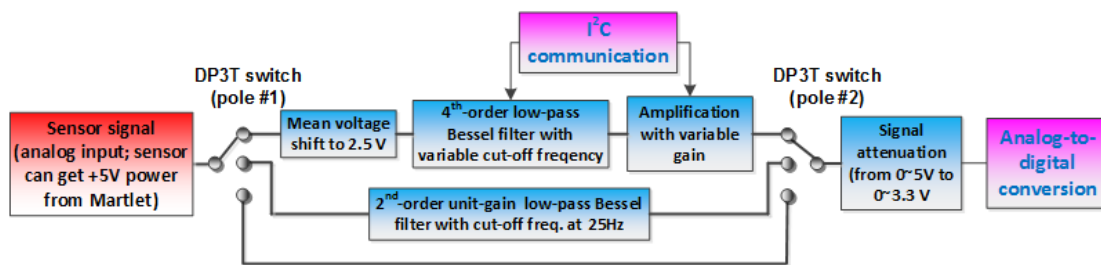 I²C
communication
DP3T switch
(pole #1)
DP3T switch
(pole #2)
Sensor signal
(analog input; sensor
can get +5V power
from Martlet)
Mean voltage
shift to 2.5 V
4th-order low-pass
Bessel filter with
variable cut-off freqency
Amplification
with variable
gain
Signal
attenuation
(from 0~5V to
0~3.3 V
Analog-to-
digital
conversion
2nd-order unit-gain low-pass Bessel
filter with cut-off freq. at 25Hz